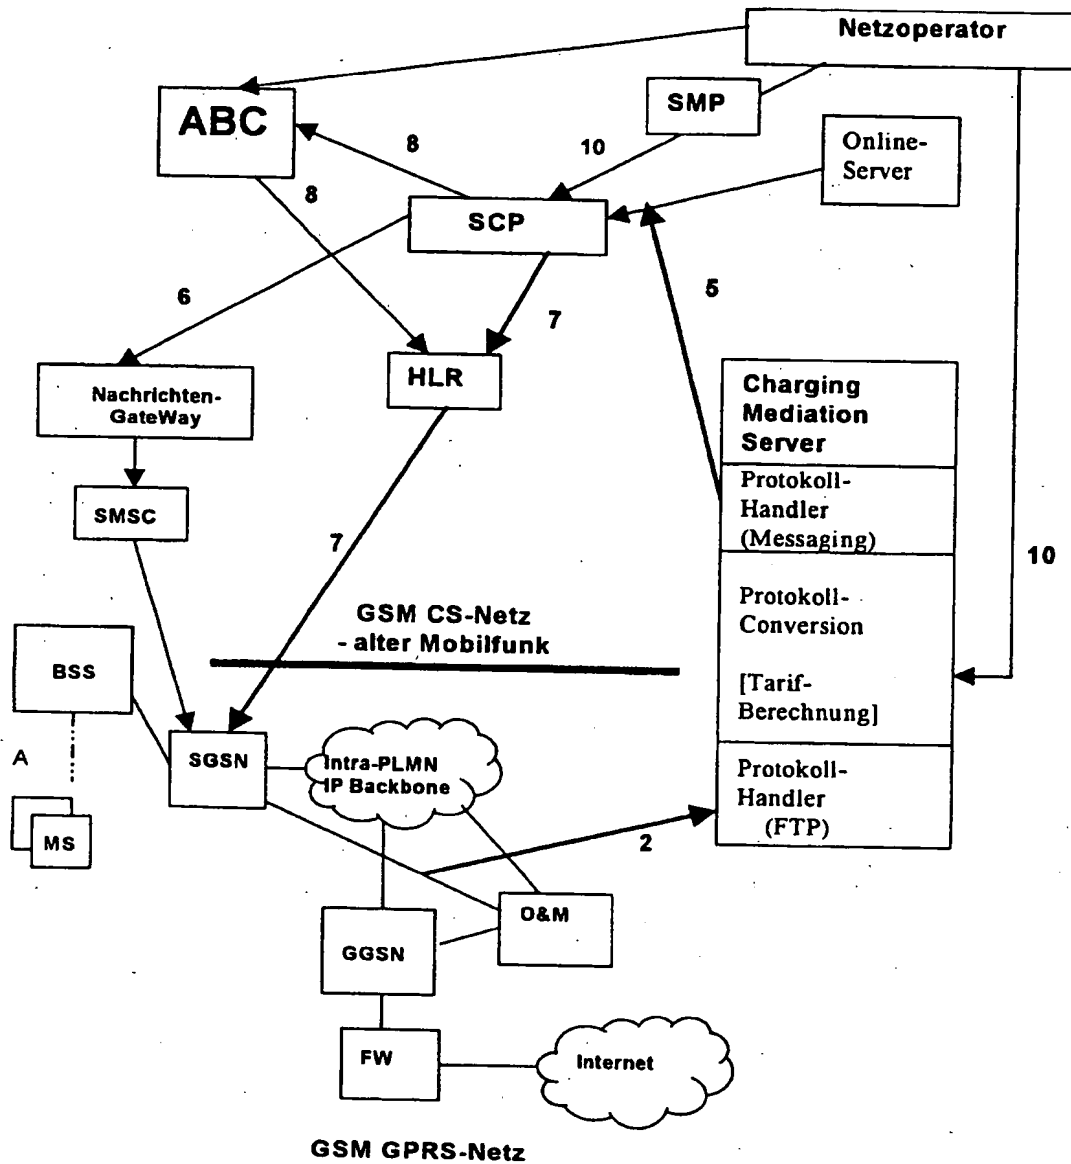 Netzoperator
ABC
SMP
Online-
Server
8
10
8
SCP
6
7
5
Nachrichten-
GateWay
HLR
Charging
Mediation
Server
SMSC
Protokoll-
Handler
(Messaging)
7
10
GSM CS-Netz
- alter Mobilfunk
Protokoll-
Conversion
[Tarif-
Berechnung]
BSS
A
SGSN
Intra-PLMN
IP Backbone
Protokoll-
Handler
(FTP)
MS
2
O&M
GGSN
FW
Internet
GSM GPRS-Netz